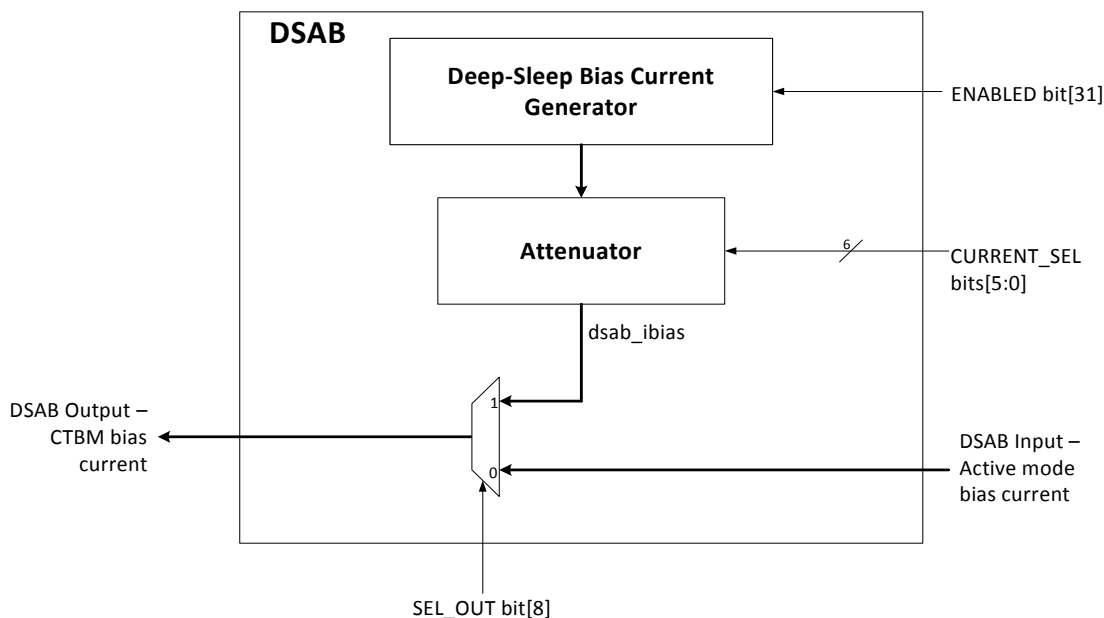 DSAB
Deep-Sleep Bias Current
Generator
ENABLED bit[31]
Attenuator
6
CURRENT_SEL
bits[5:0]
dsab_ibias
1
DSAB Output –
CTBM bias
current
0
DSAB Input –
Active mode
bias current
SEL_OUT bit[8]